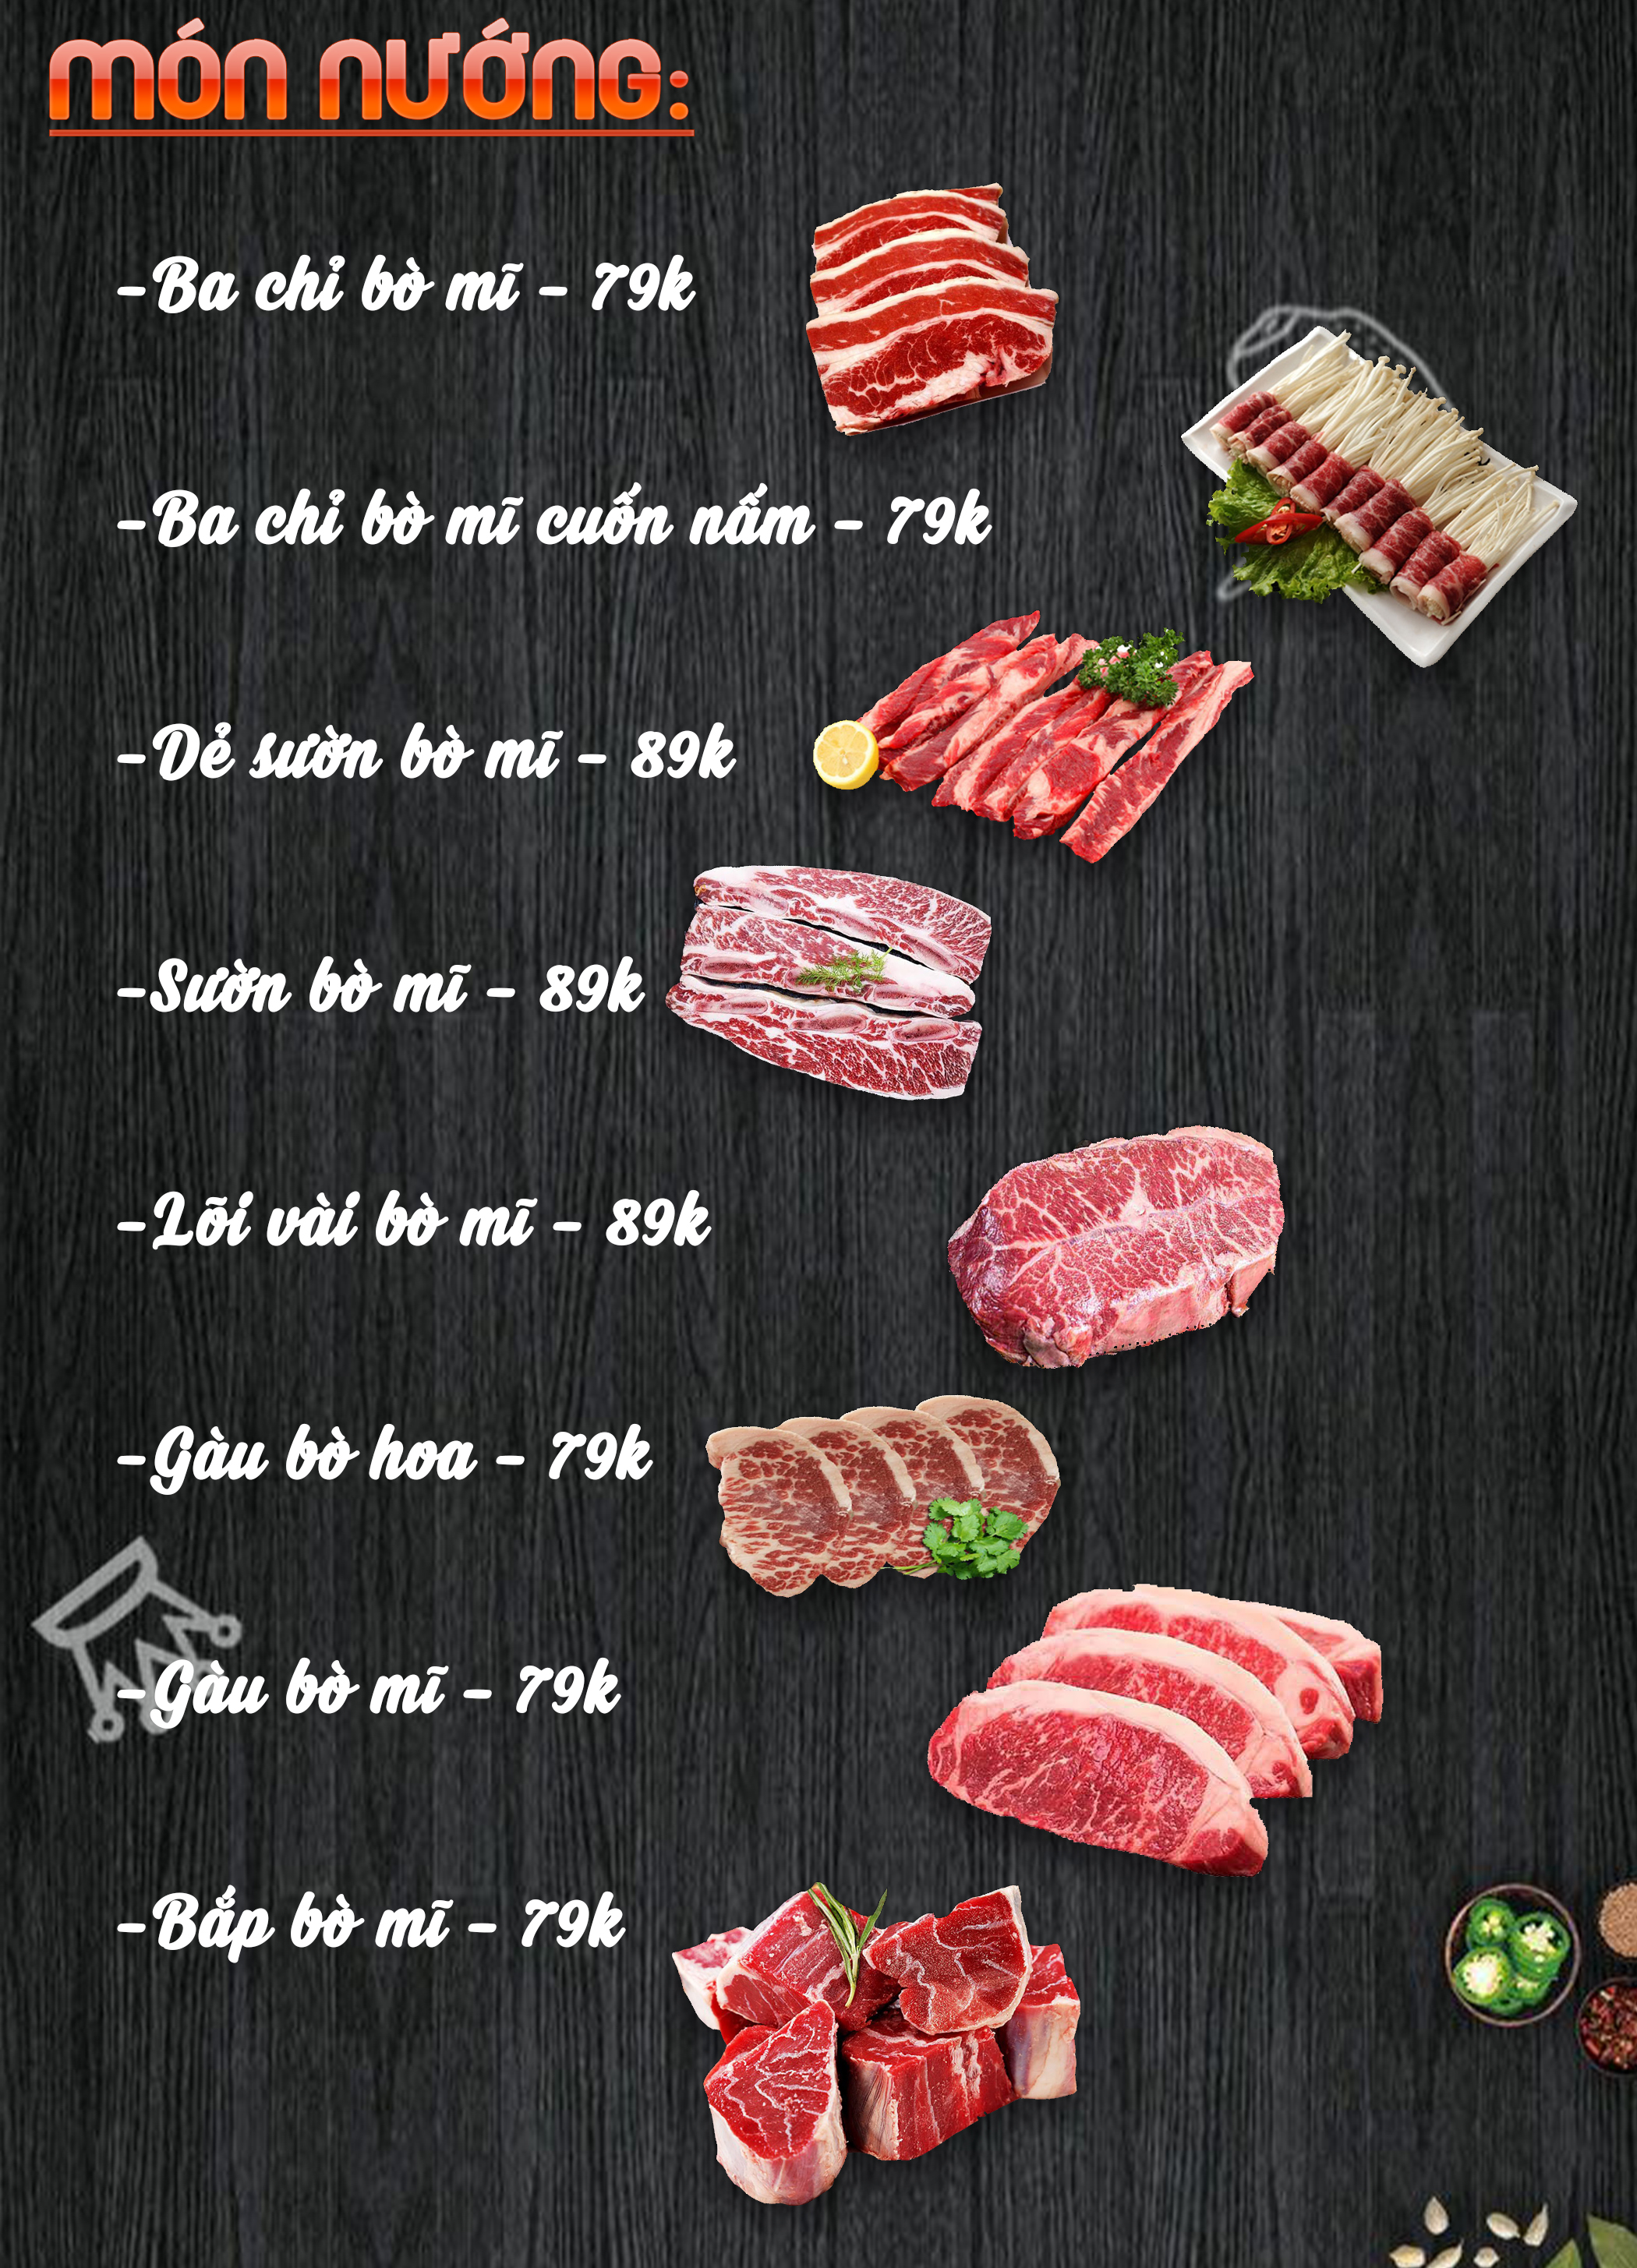 món nướng:
-Ba chỉ bò mĩ - 79k
-Ba chỉ bò mĩ cuốn nấm - 79k
-Dẻ sườn bò mĩ - 89k
-Sườn bò mĩ - 89k
-Lõi vài bò mĩ - 89k
-Gàu bò hoa - 79k
-Gàu bò mĩ - 79k
-Bắp bò mĩ - 79k